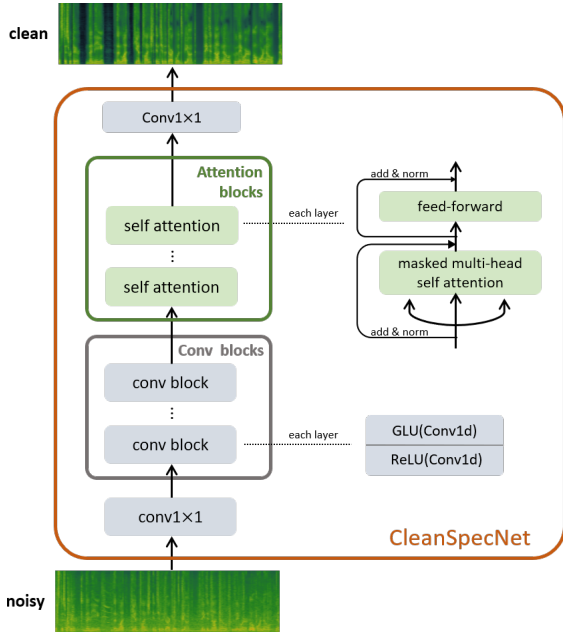 clean
Conv1×1
Attention
blocks
self attention
⋮
self attention
each layer
add & norm
feed-forward
masked multi-head
self attention
add & norm
Conv blocks
conv block
⋮
conv block
each layer
GLU(Conv1d)
ReLU(Conv1d)
conv1×1
CleanSpecNet
noisy